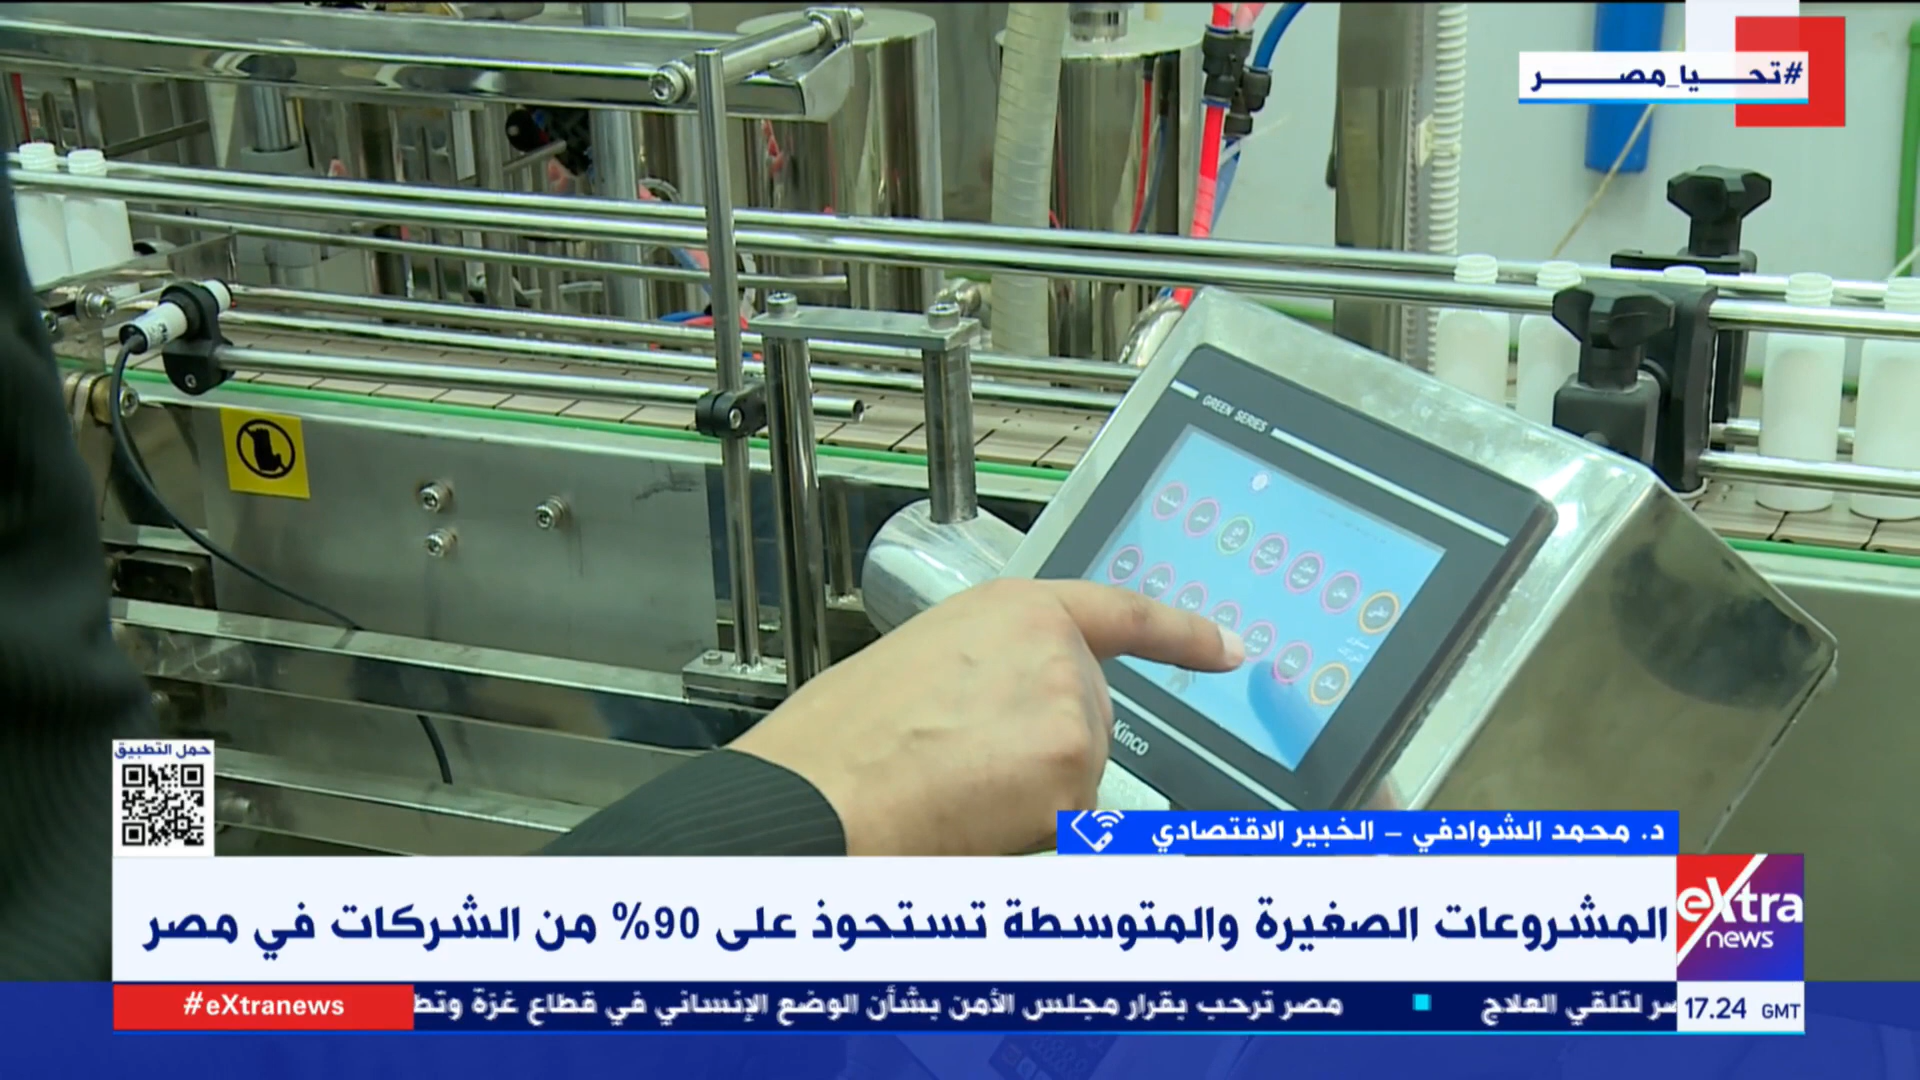 #تحـيا_مصـر
GREEN SERIES
Kinco
حمل التطبيق
د. محمد الشوادفي - الخبير الاقتصادي
المشروعات الصغيرة والمتوسطة تستحوذ على 90% من الشركات في مصر
eXtra
news
#eXtranews
سر لتلقي العلاج ■ مصر ترحب بقرار مجلس الأمن بشأن الوضع الإنساني في قطاع غزة وتط
17.24 GMT